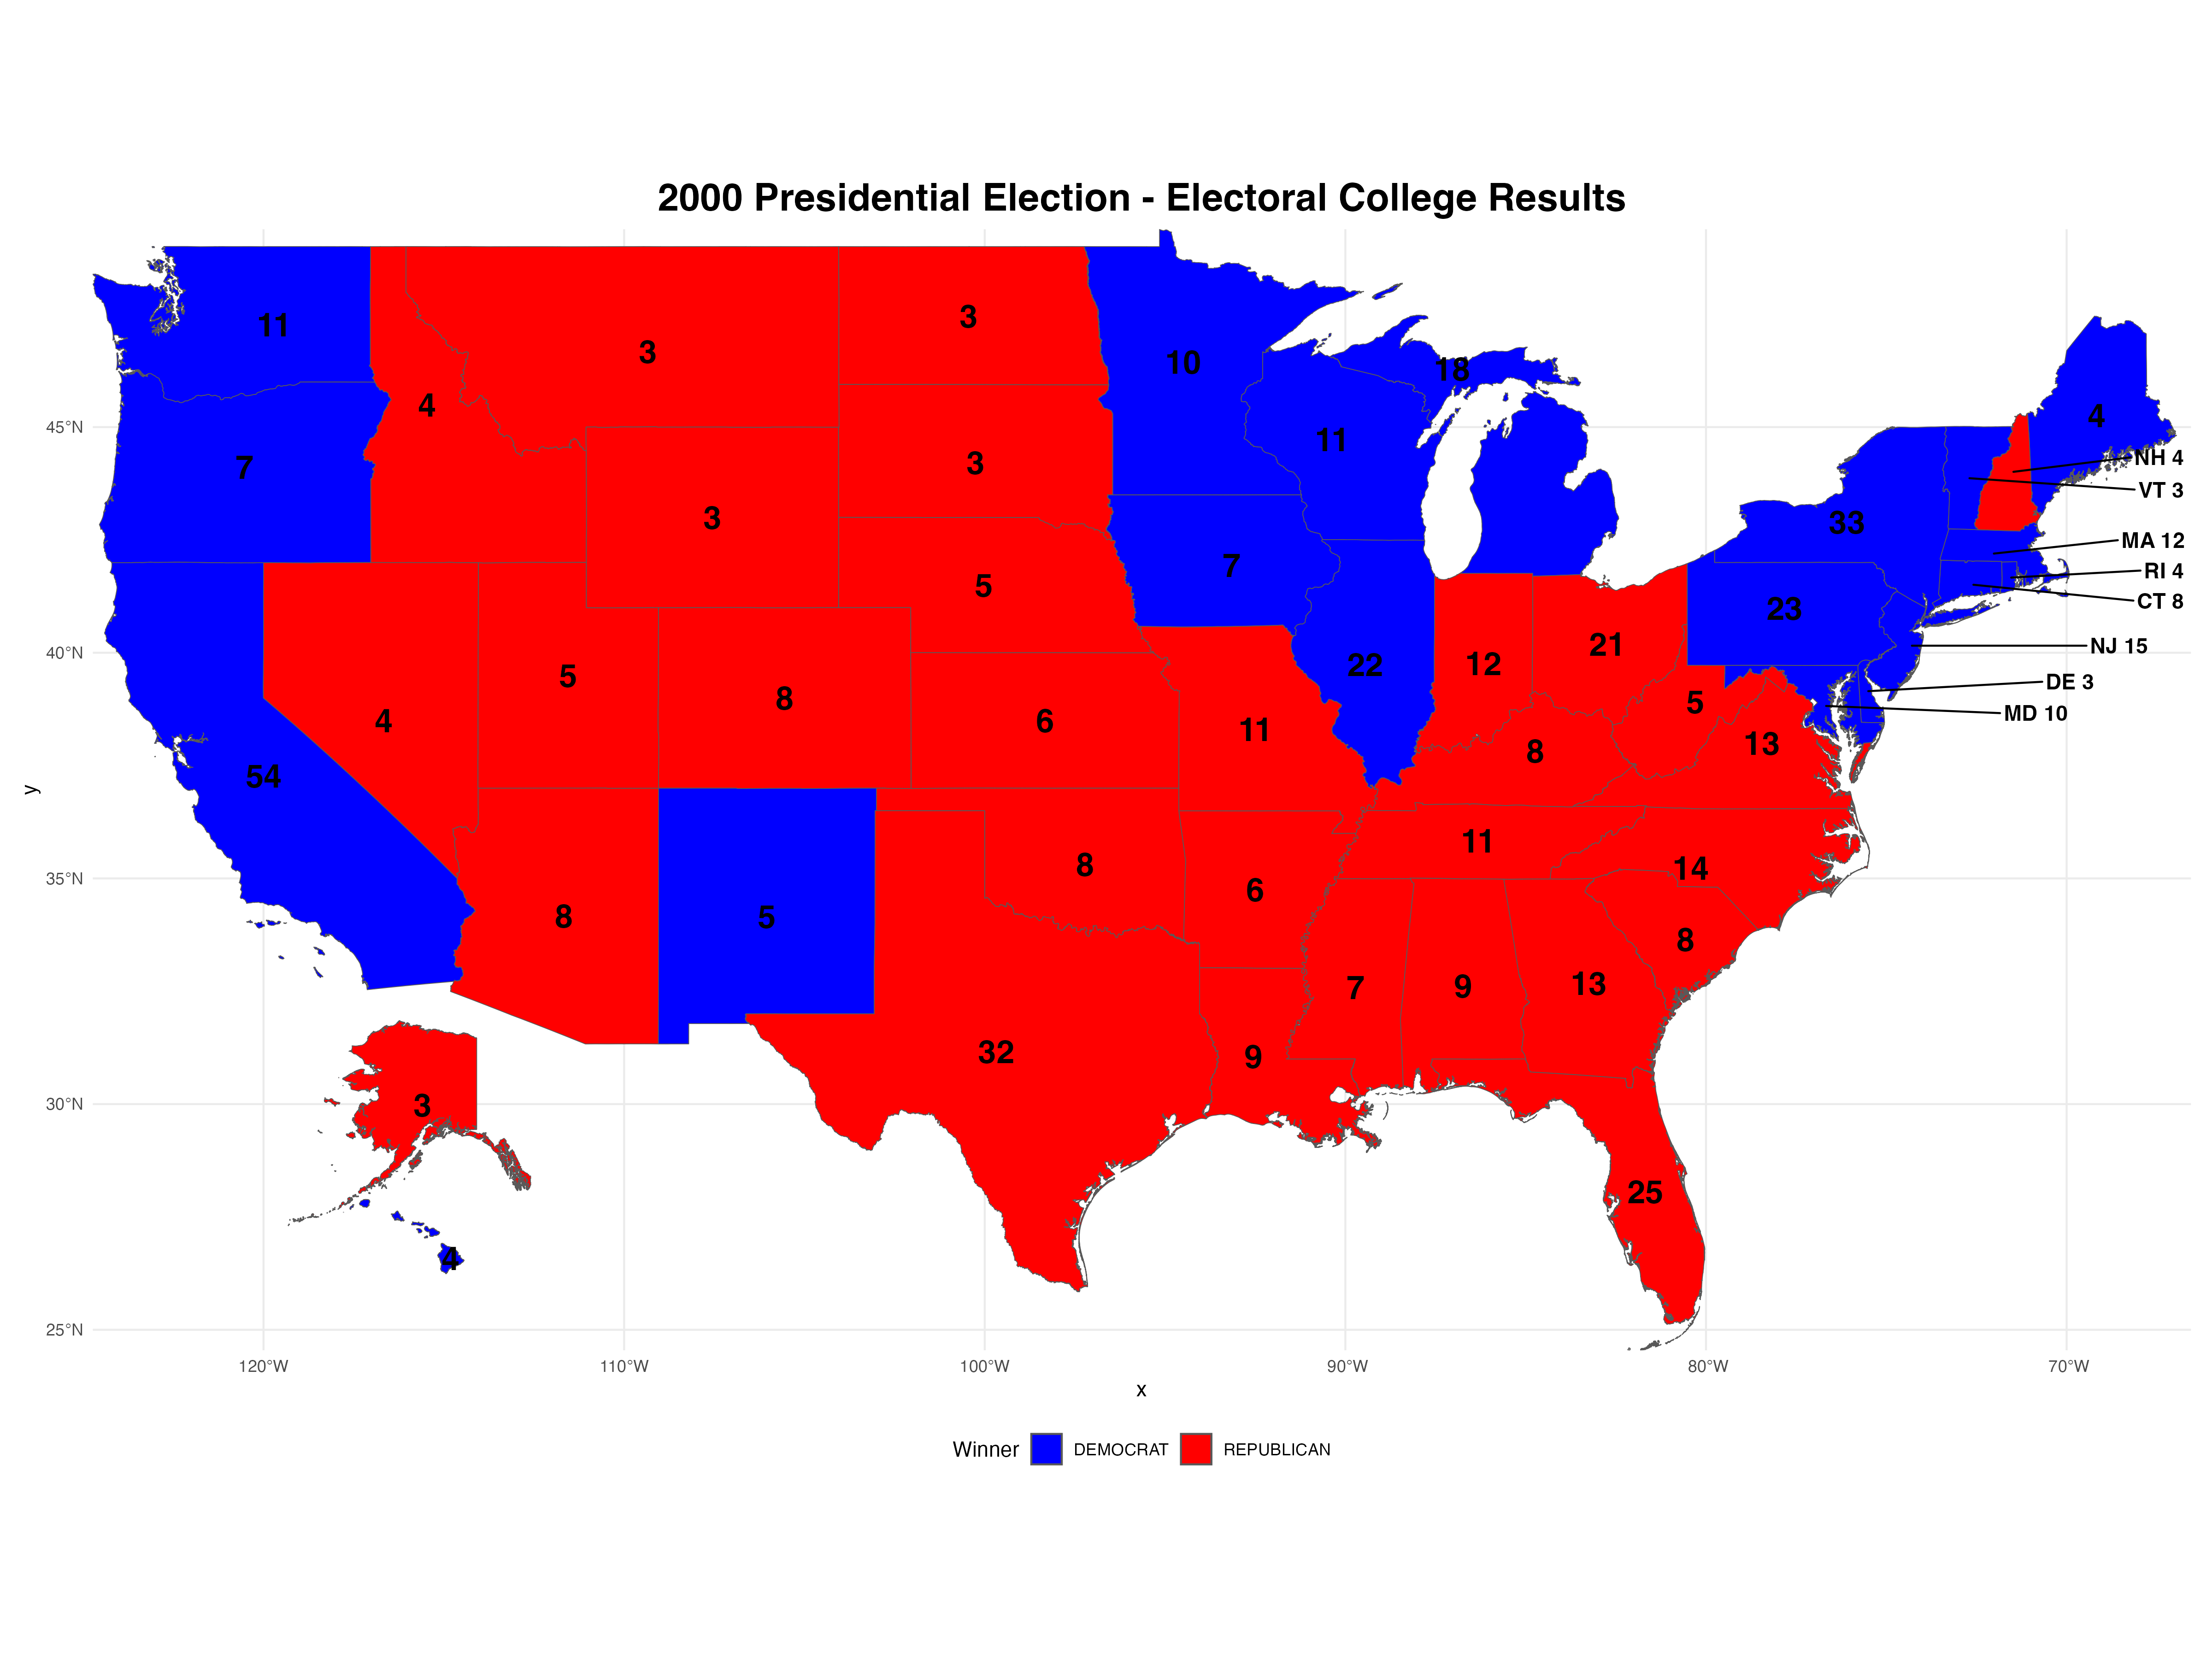 2000 Presidential Election - Electoral College Results
11
3
3
10
18
4
4
45°N
7
3
3
11
NH 4
VT 3
33
MA 12
7
RI 4
5
CT 8
23
40°N
21
NJ 15
22
12
5
8
DE 3
5
4
6
11
MD 10
13
8
54
y
11
35°N
8
14
6
8
5
8
7
9
13
32
9
30°N
3
25
4
25°N
120°W 110°W 100°W 90°W 80°W 70°W
x
Winner DEMOCRAT REPUBLICAN